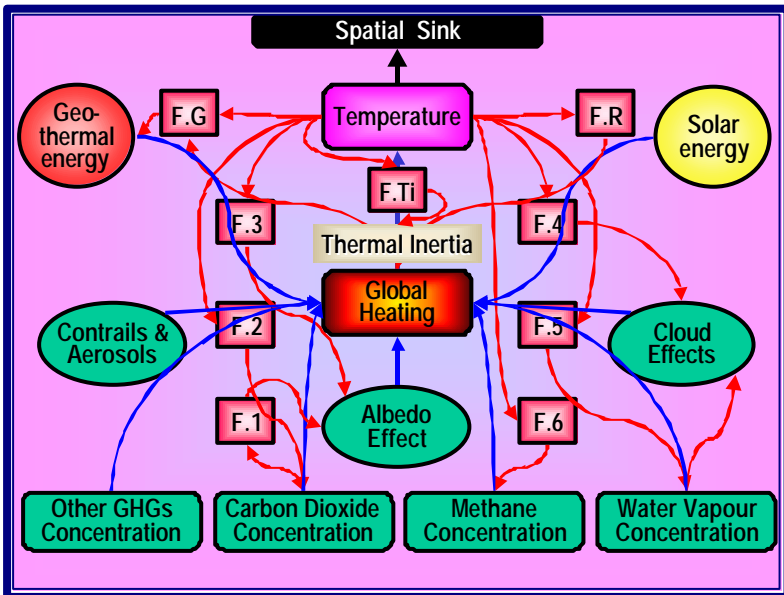 Spatial Sink
Geo-
thermal
energy
F.G
Temperature
F.R
Solar
energy
F.Ti
F.3
F.4
Thermal Inertia
Global
Heating
Contrails &
Aerosols
F.2
F.5
Cloud
Effects
F.1
Albedo
Effect
F.6
Other GHGs
Concentration
Carbon Dioxide
Concentration
Methane
Concentration
Water Vapour
Concentration